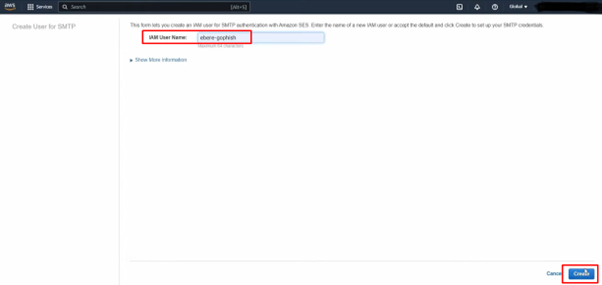 aws Services Search [Alt+S] Global
Create User for SMTP
This form lets you create an IAM user for SMTP authentication with Amazon SES. Enter the name of a new IAM user or accept the default and click Create to set up your SMTP credentials.
IAM User Name: ebere-gophish
Maximum 64 characters
Show More Information
Cancel Create